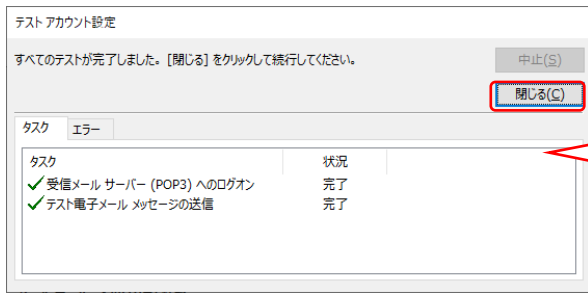 テスト アカウント設定
すべてのテストが完了しました。[閉じる] をクリックして続行してください。
中止(S)
閉じる(C)
タスク エラー
タスク 状況
受信メール サーバー (POP3) へのログオン 完了
テスト電子メール メッセージの送信 完了